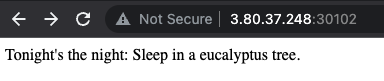 Not Secure | 3.80.37.248:30102
Tonight's the night: Sleep in a eucalyptus tree.